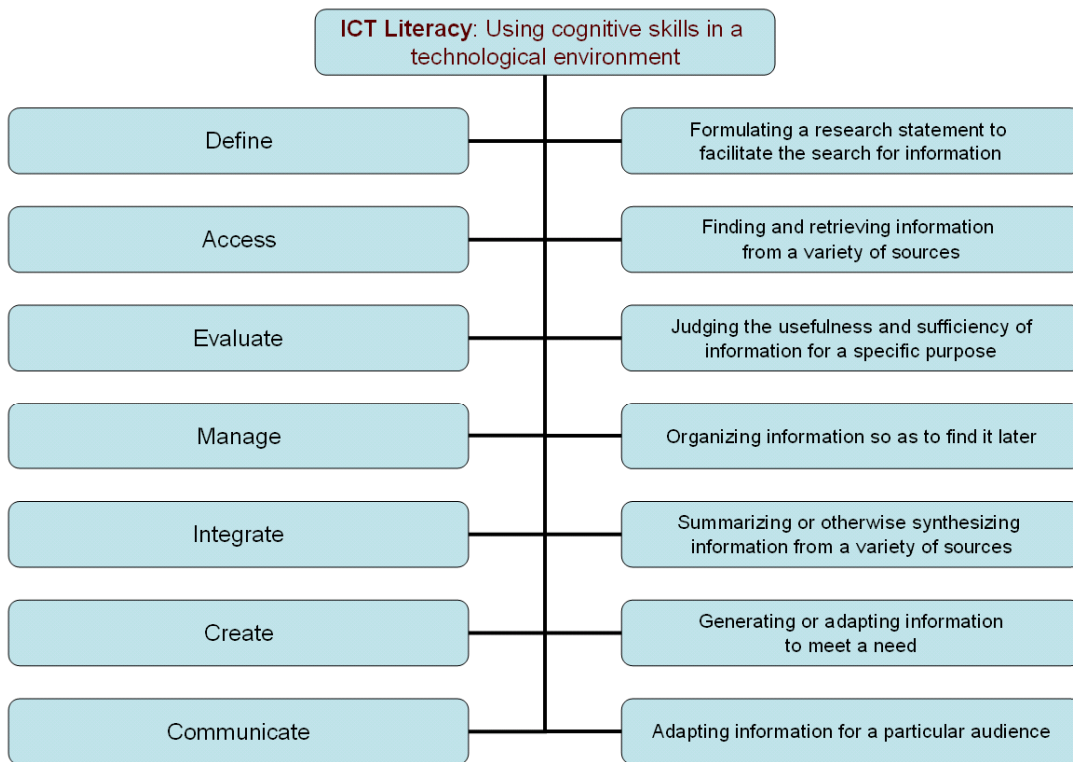 ICT Literacy: Using cognitive skills in a
technological environment
Define
Formulating a research statement to
facilitate the search for information
Access
Finding and retrieving information
from a variety of sources
Evaluate
Judging the usefulness and sufficiency of
information for a specific purpose
Manage
Organizing information so as to find it later
Integrate
Summarizing or otherwise synthesizing
information from a variety of sources
Create
Generating or adapting information
to meet a need
Communicate
Adapting information for a particular audience